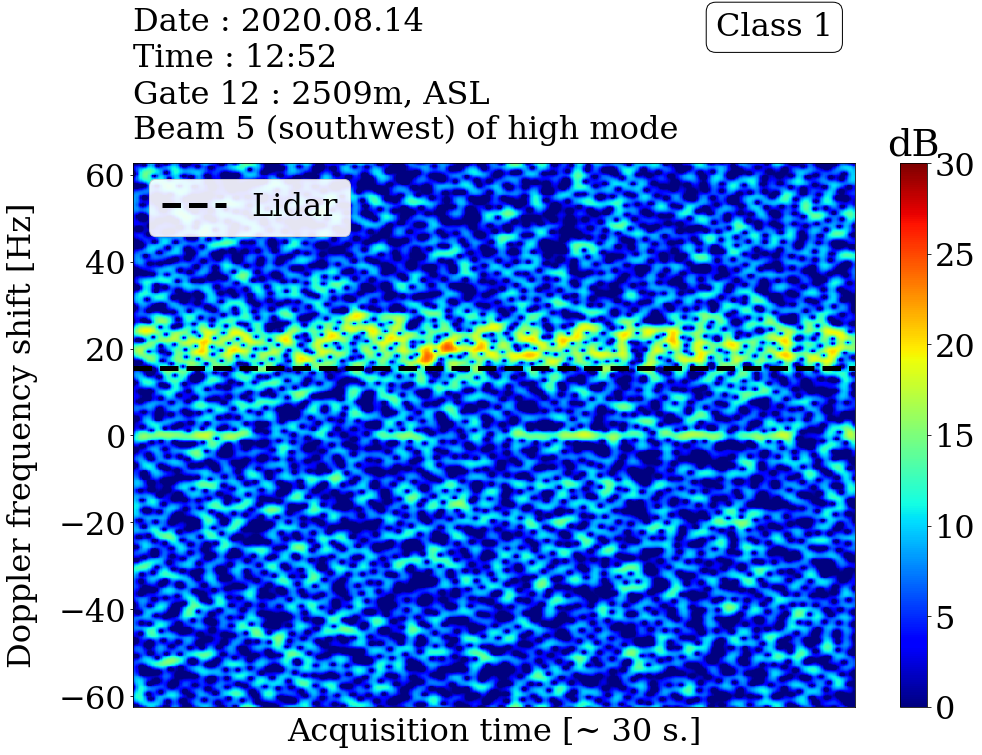 Date : 2020.08.14
Time : 12:52
Gate 12 : 2509m, ASL
Beam 5 (southwest) of high mode
Class 1
dB
Lidar
Doppler frequency shift [Hz]
60
40
20
0
−20
−40
−60
30
25
20
15
10
5
0
Acquisition time [~ 30 s.]